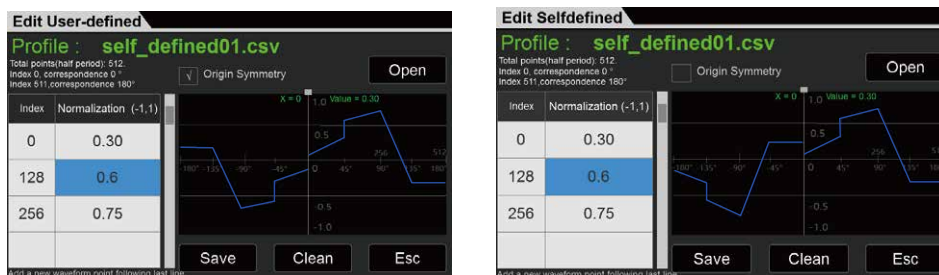 Edit User-defined
Profile : self_defined01.csv
Total points(half period): 512.
Index 0, correspondence 0 °
Index 511,correspondence 180°
√ Origin Symmetry
Open
Index Normalization (-1,1)
0 0.30
128 0.6
256 0.75
X = 0 1.0 Value = 0.30
0.5
256 512
-180° -135° -90° -45° 0 45° 90° 135° 180
-0.5
-1.0
Save Clean Esc
Add a new waveform point following last line
Edit Selfdefined
Profile : self_defined01.csv
Total points(half period): 512.
Index 0, correspondence 0 °
Index 511,correspondence 180°
Origin Symmetry
Open
Index Normalization (-1,1)
0 0.30
128 0.6
256 0.75
X = 0 1.0 Value = 0.30
0.5
256 51
-180° -135° -90° -45° 0 45° 90° 135° 18
-0.5
-1.0
Save Clean Esc
Add a new waveform point following last line